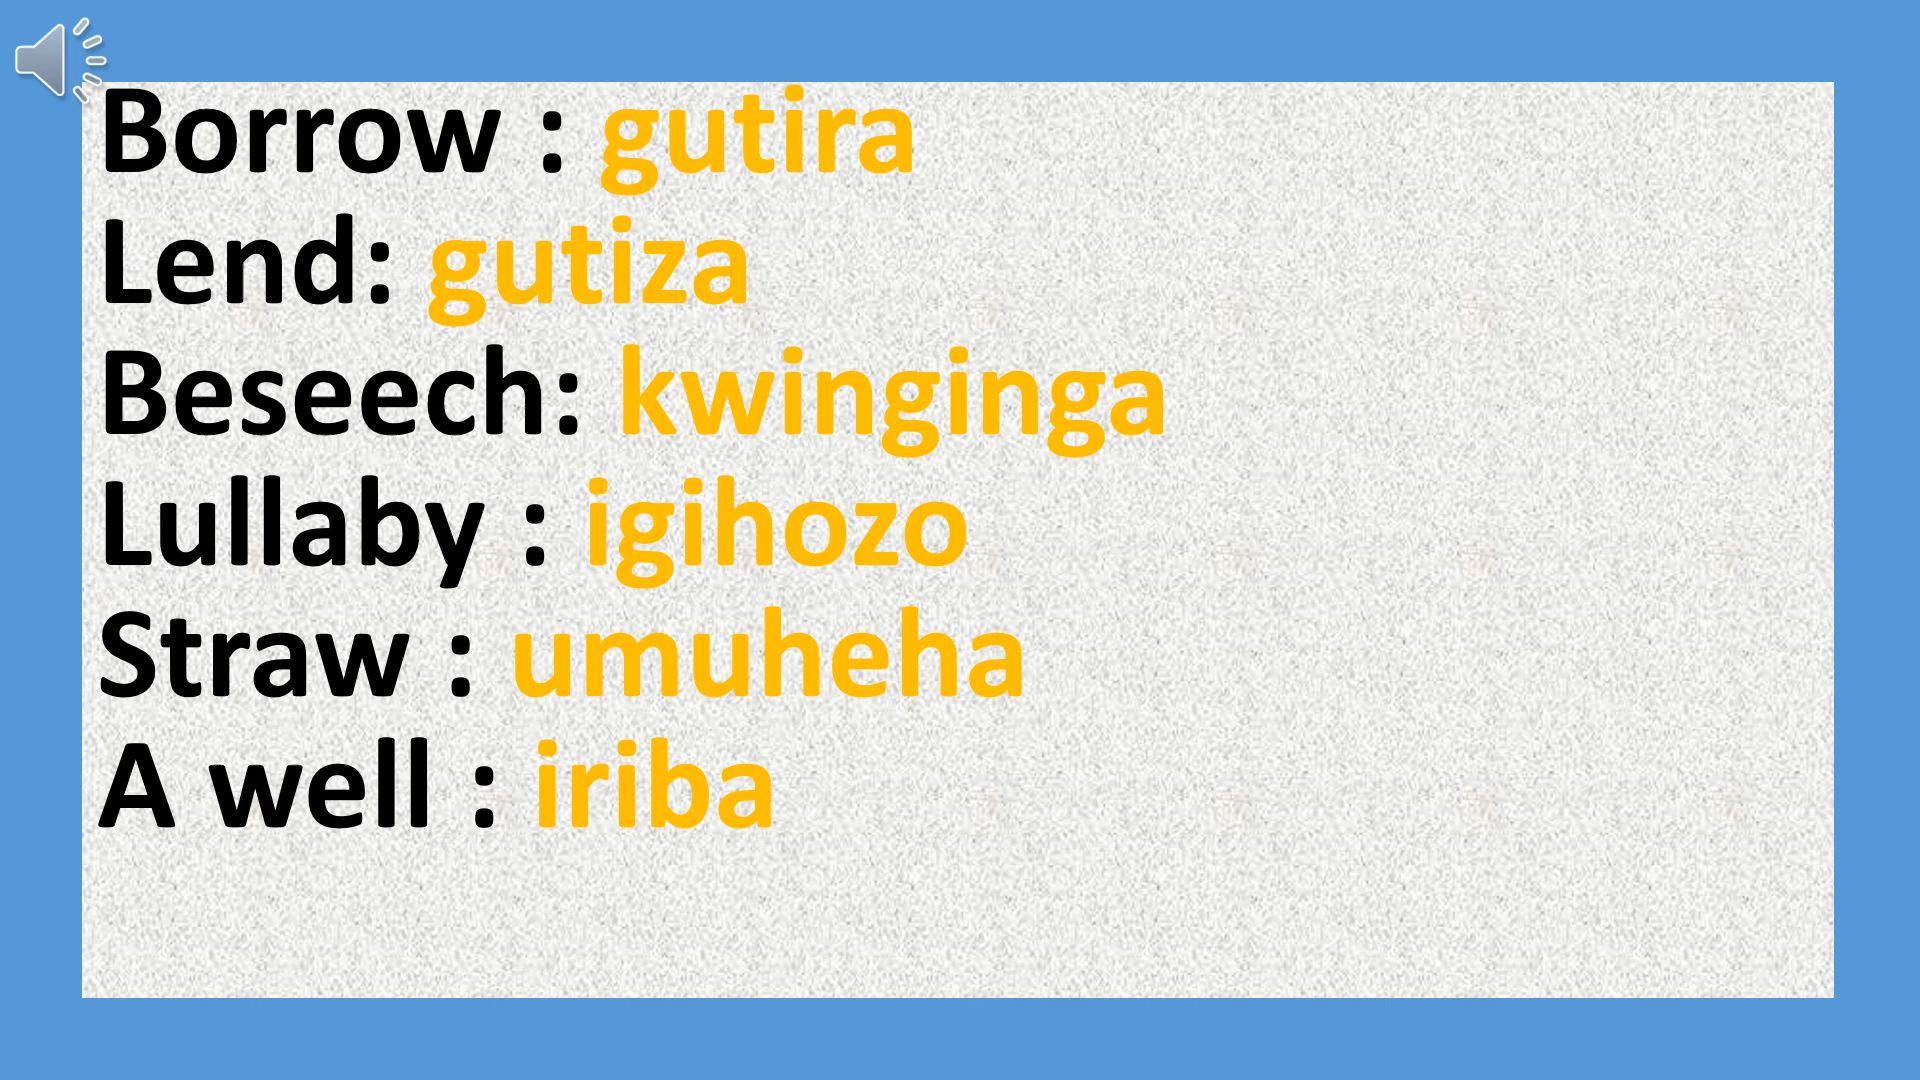 Borrow : gutira
Lend: gutiza
Beseech: kwinginga
Lullaby : igihozo
Straw : umuheha
A well : iriba